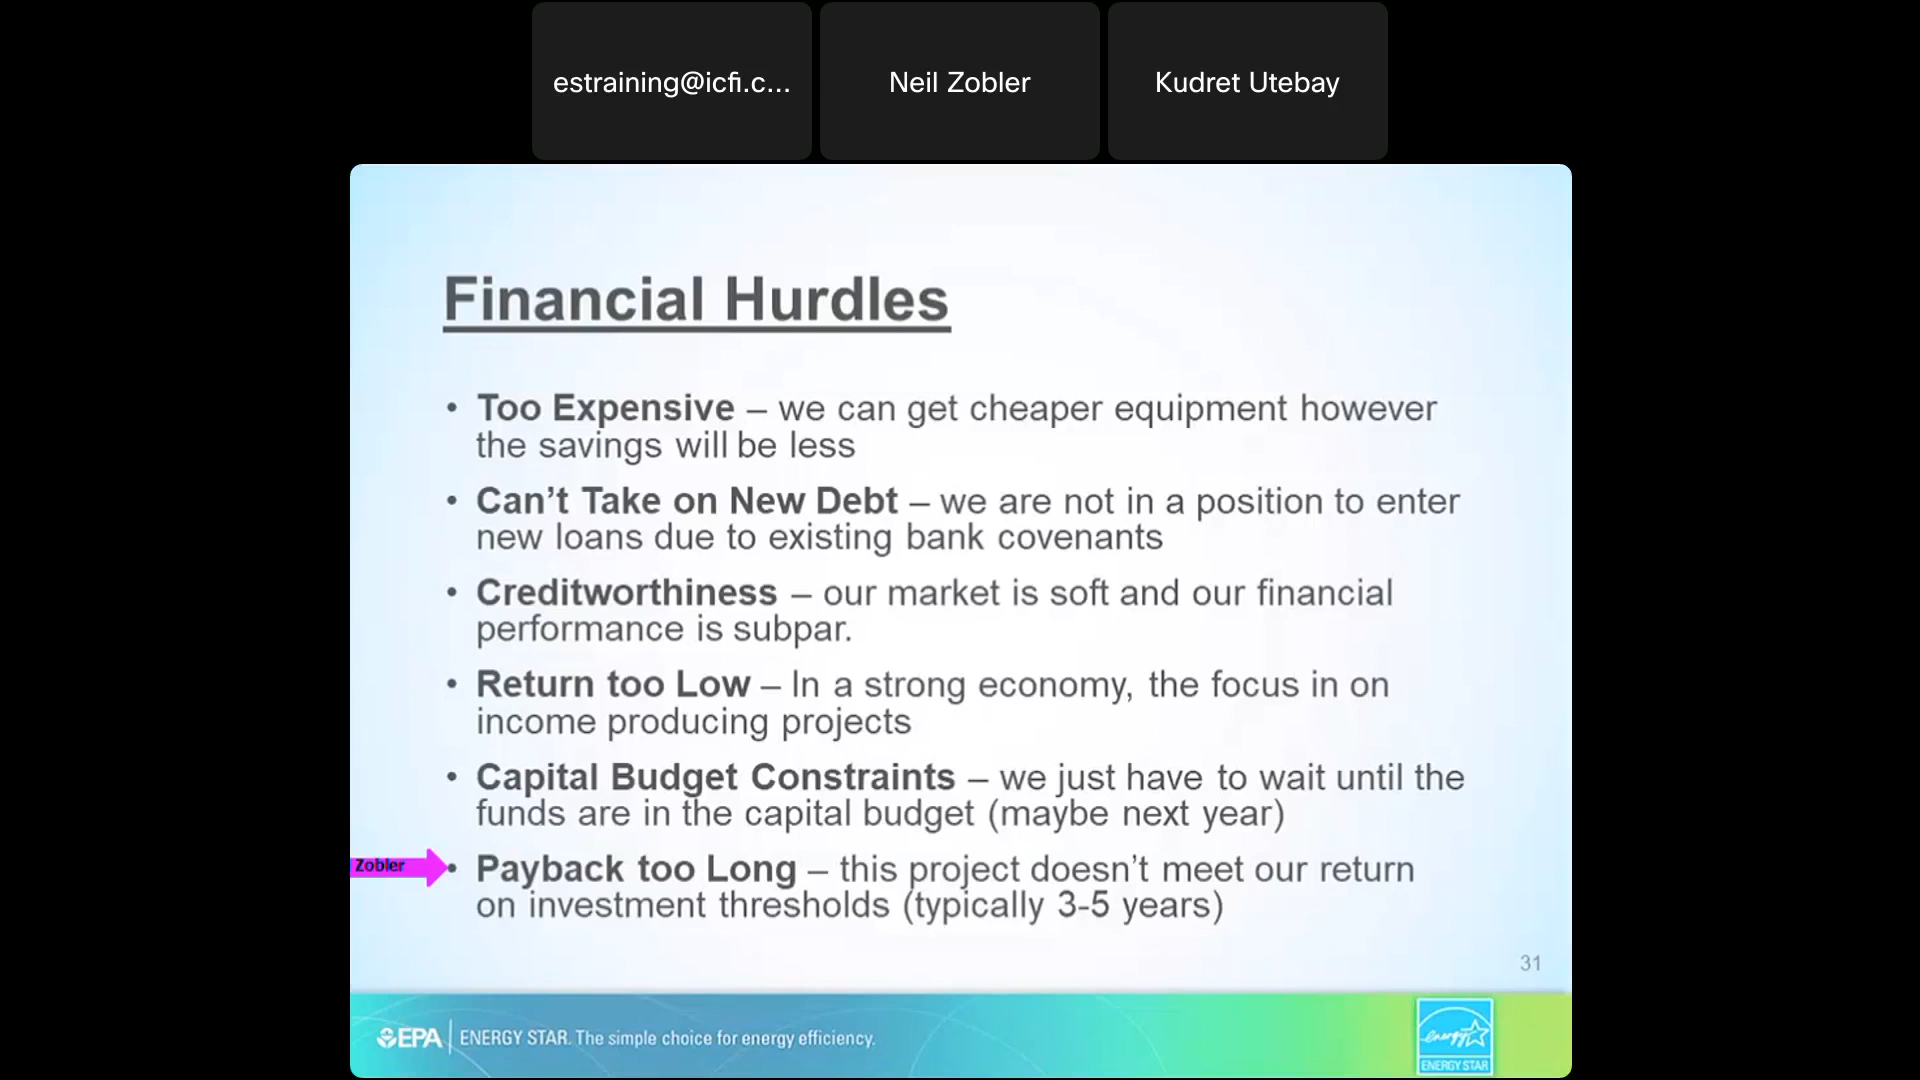 estraining@icfi.c...
Neil Zobler
Kudret Utebay
Financial Hurdles
• Too Expensive – we can get cheaper equipment however
the savings will be less
• Can’t Take on New Debt – we are not in a position to enter
new loans due to existing bank covenants
• Creditworthiness – our market is soft and our financial
performance is subpar.
• Return too Low – In a strong economy, the focus in on
income producing projects
• Capital Budget Constraints – we just have to wait until the
funds are in the capital budget (maybe next year)
Zobler
• Payback too Long – this project doesn’t meet our return
on investment thresholds (typically 3-5 years)
31
EPA
ENERGY STAR. The simple choice for energy efficiency.
energy
ENERGY STAR